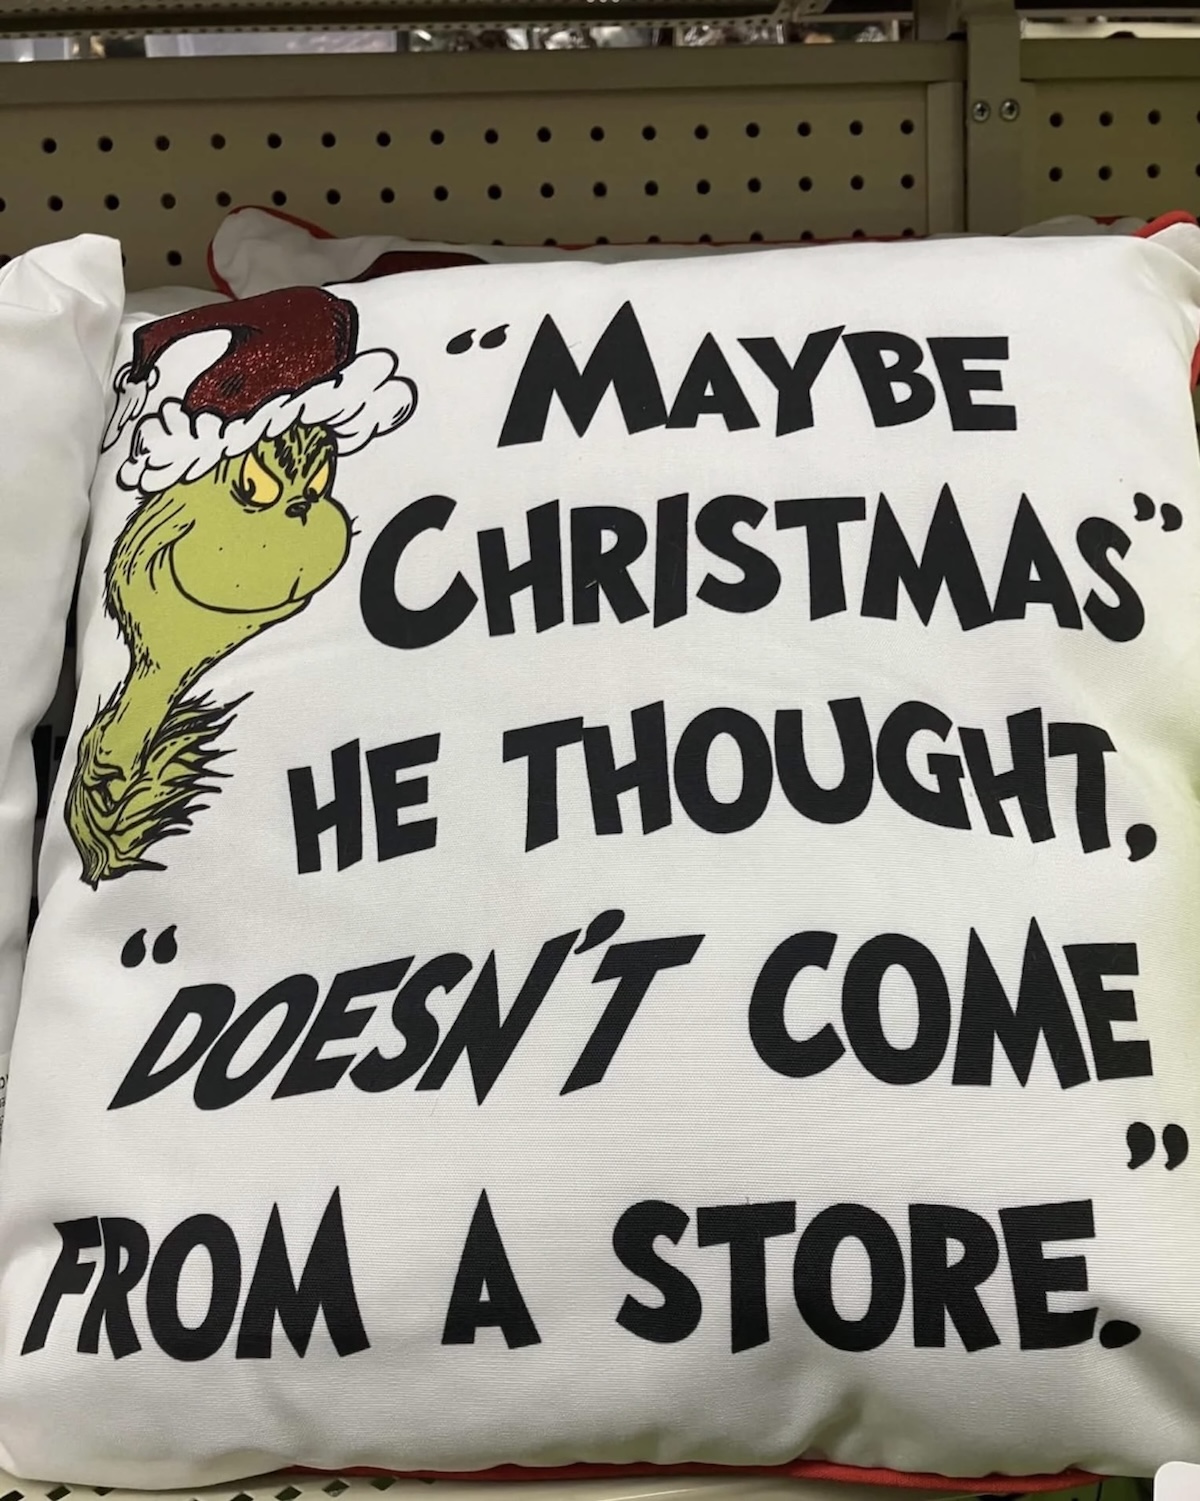 “MAYBE
CHRISTMAS”
HE THOUGHT,
“DOESN’T COME
FROM A STORE.”